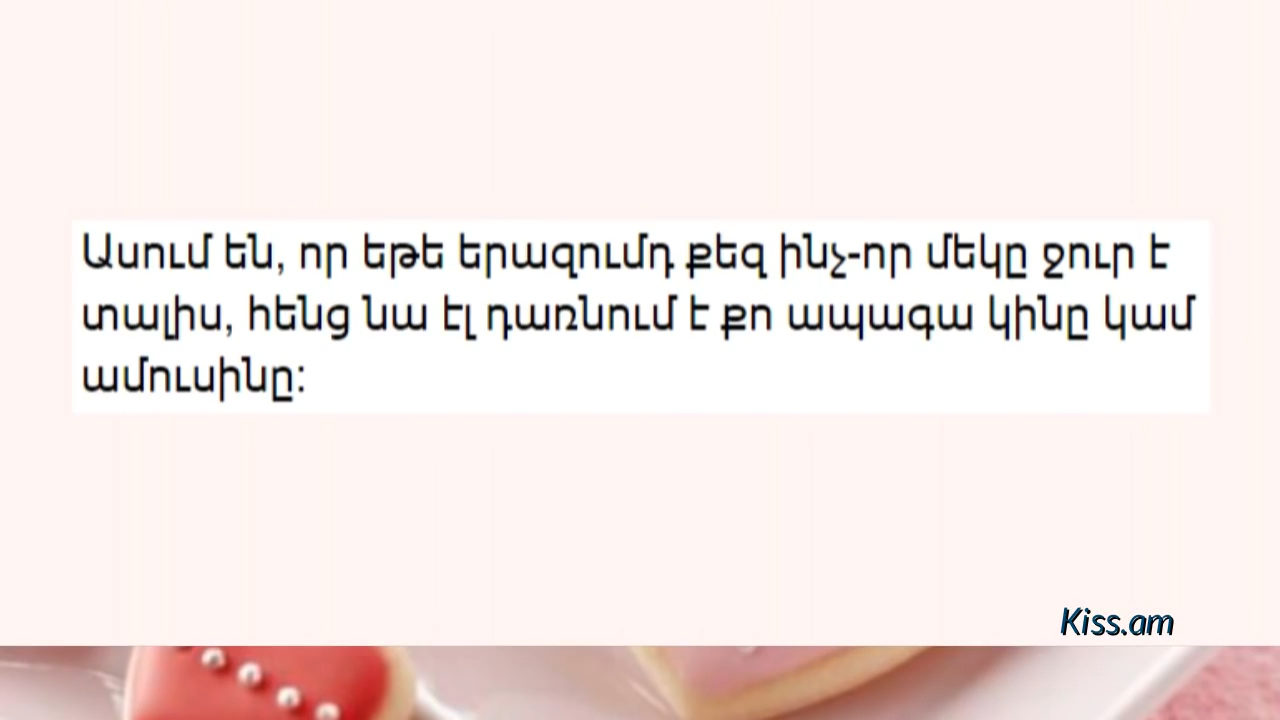 Ասում են, որ եթե երազումդ քեզ ինչ-որ մեկը ջուր է
տալիս, հենց նա էլ դառնում է քո ապագա կինը կամ
ամուսինը:
Kiss.am